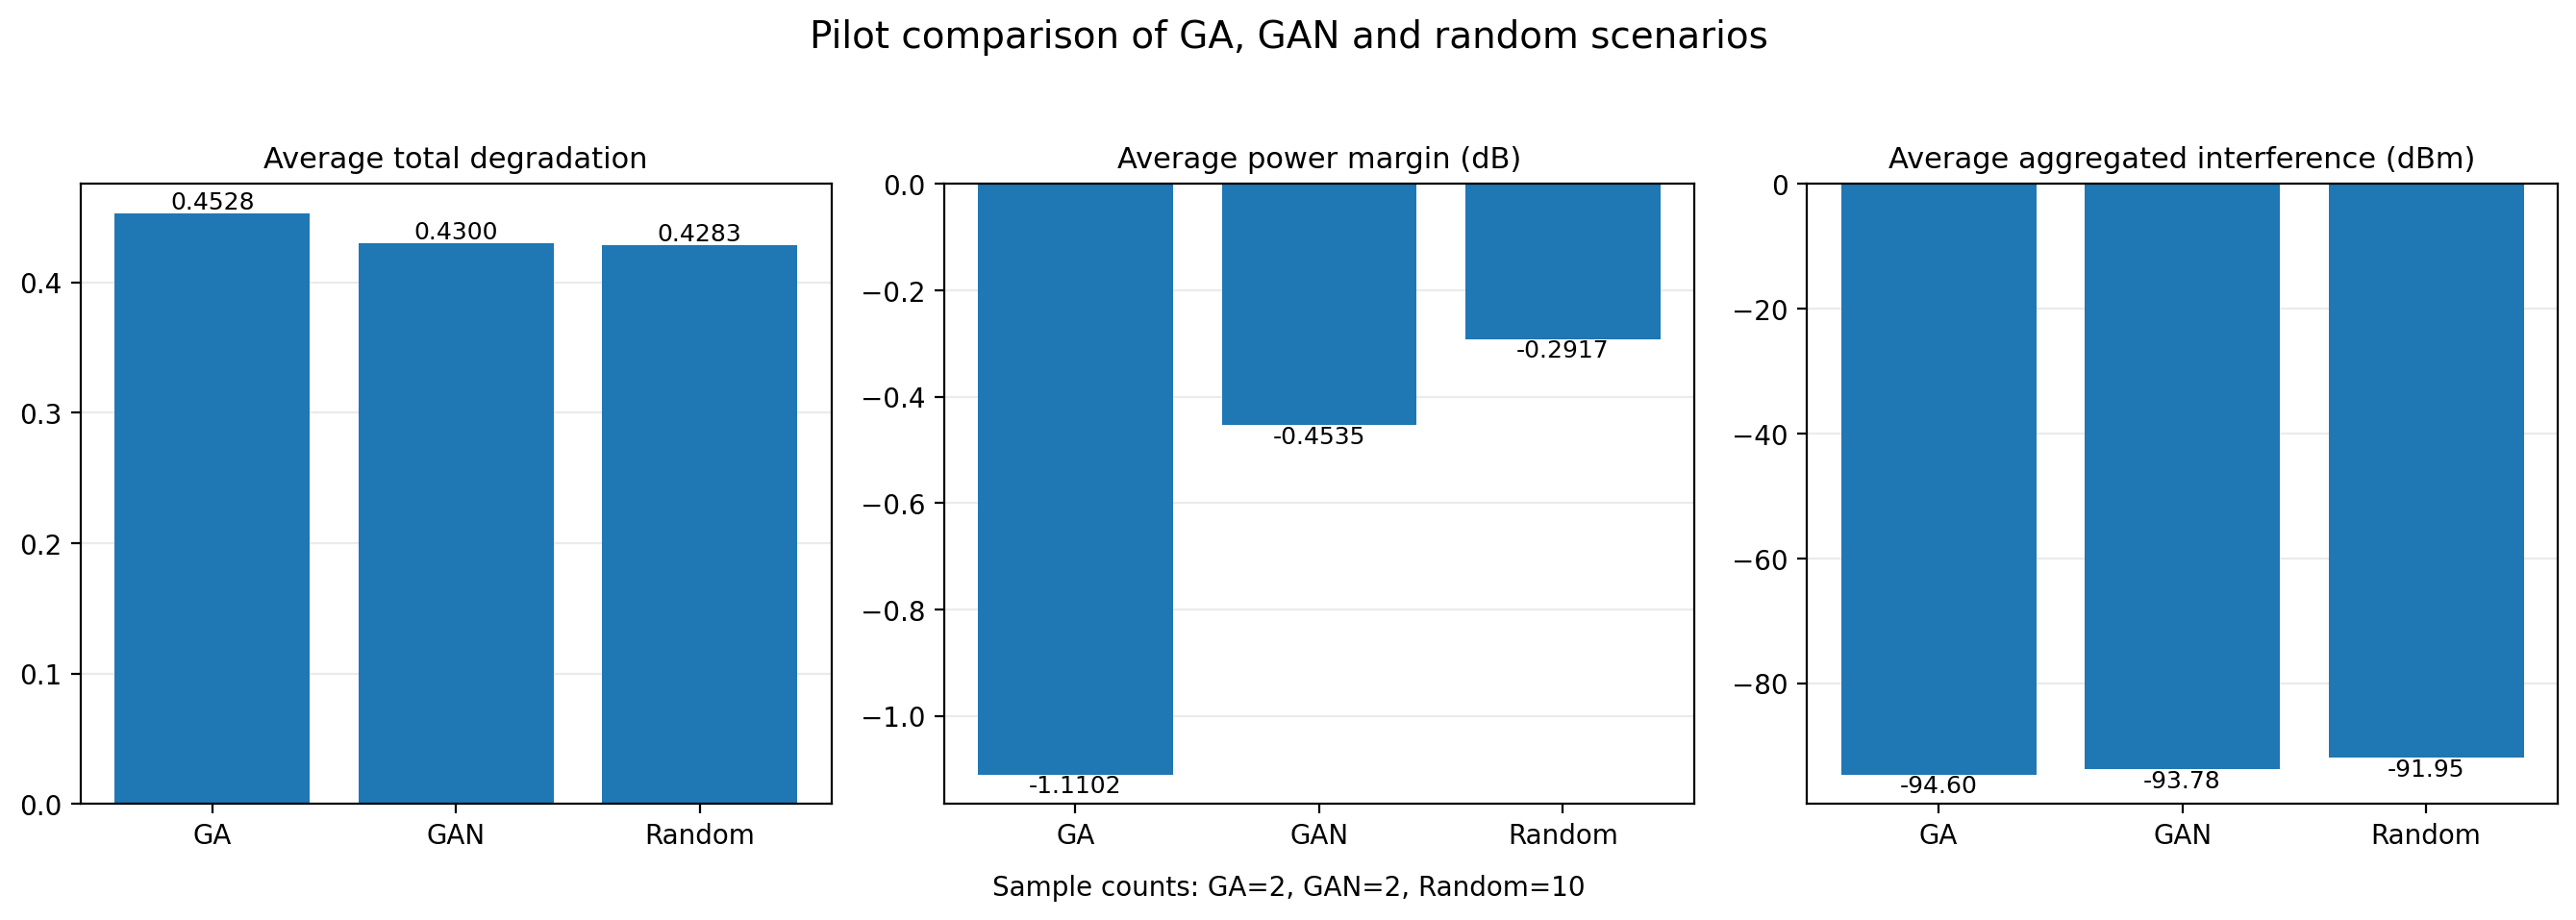 Pilot comparison of GA, GAN and random scenarios
Average total degradation
0.4528
0.4300
0.4283
0.4
0.3
0.2
0.1
0.0
GA
GAN
Random
Average power margin (dB)
0.0
−0.2
−0.4
−0.6
−0.8
−1.0
-0.2917
-0.4535
-1.1102
GA
GAN
Random
Average aggregated interference (dBm)
0
−20
−40
−60
−80
-94.60
-93.78
-91.95
GA
GAN
Random
Sample counts: GA=2, GAN=2, Random=10